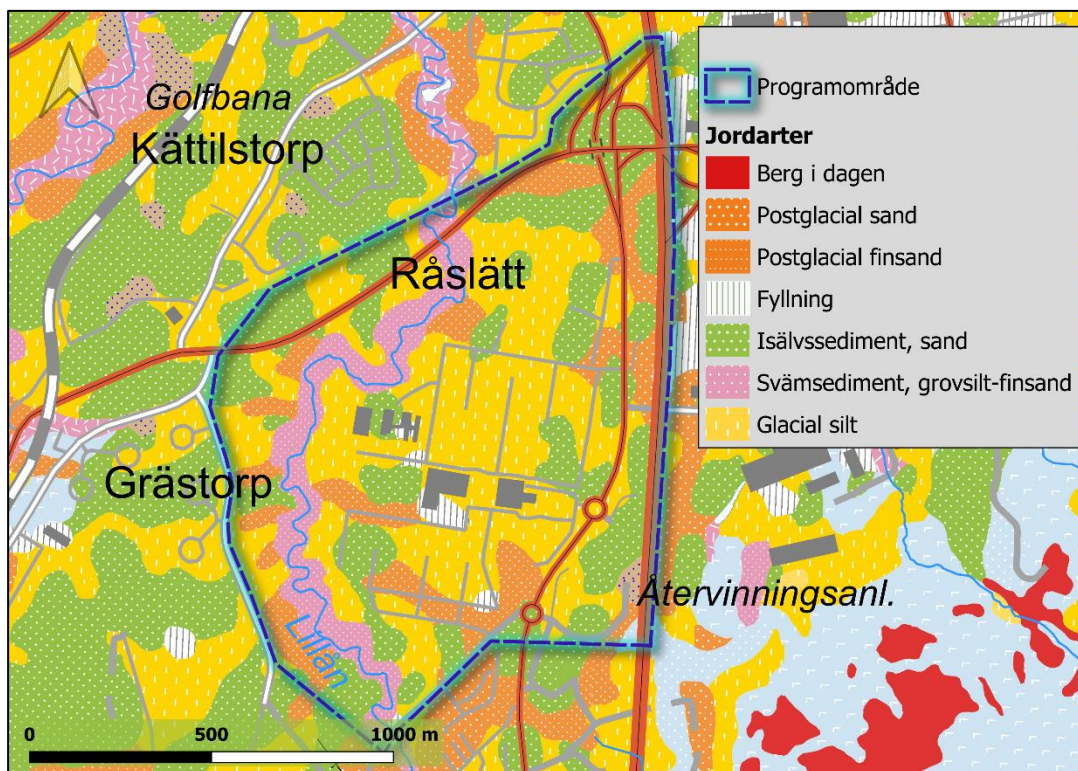 Golfbana
Kättilstorp
Råslätt
Grästorp
Lillån
Återvinningsanl.
0 500 1000 m
Programområde
Jordarter
Berg i dagen
Postglacial sand
Postglacial finsand
Fyllning
Isälvssediment, sand
Svämsediment, grovsilt-finsand
Glacial silt